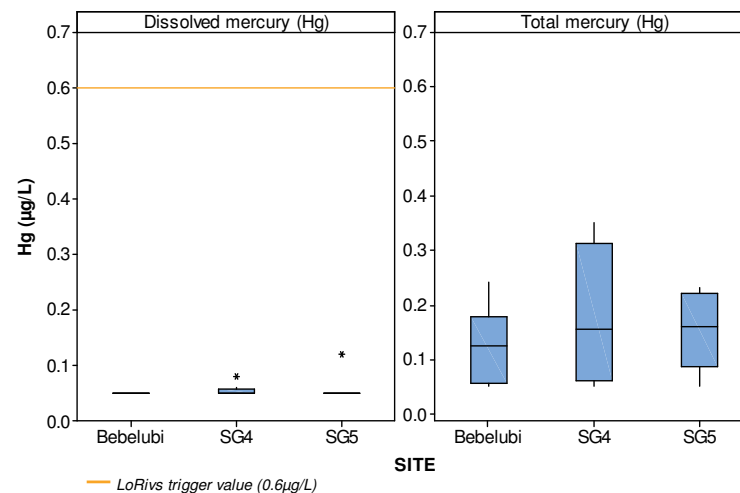 Dissolved mercury (Hg)
Total mercury (Hg)
Hg (µg/L)
0.7
0.6
0.5
0.4
0.3
0.2
0.1
0.0
0.7
0.6
0.5
0.4
0.3
0.2
0.1
0.0
Bebelubi SG4 SG5
Bebelubi SG4 SG5
SITE
LoRivs trigger value (0.6µg/L)